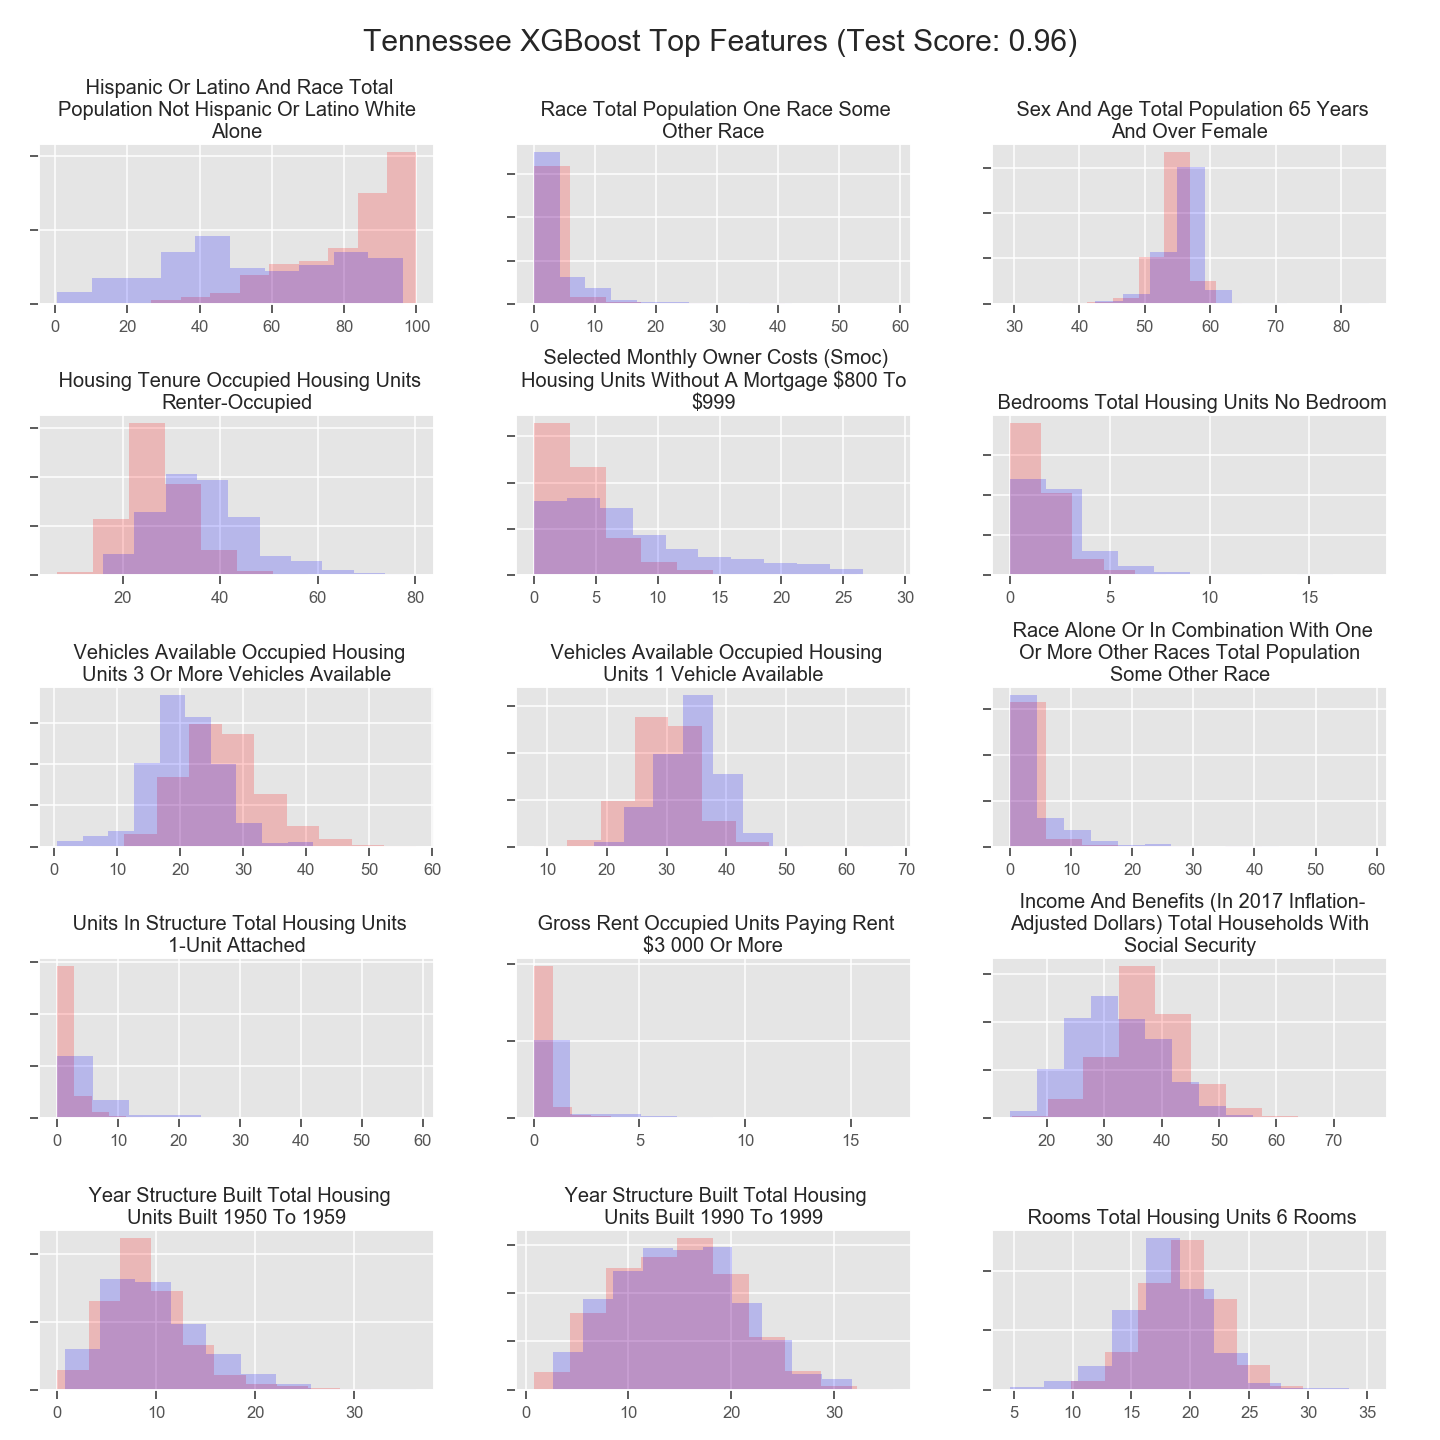 Tennessee XGBoost Top Features (Test Score: 0.96)
Hispanic Or Latino And Race Total
Population Not Hispanic Or Latino White
Alone
0 20 40 60 80 100
Race Total Population One Race Some
Other Race
0 10 20 30 40 50 60
Sex And Age Total Population 65 Years
And Over Female
30 40 50 60 70 80
Housing Tenure Occupied Housing Units
Renter-Occupied
20 40 60 80
Selected Monthly Owner Costs (Smoc)
Housing Units Without A Mortgage $800 To
$999
0 5 10 15 20 25 30
Bedrooms Total Housing Units No Bedroom
0 5 10 15
Vehicles Available Occupied Housing
Units 3 Or More Vehicles Available
0 10 20 30 40 50 60
Vehicles Available Occupied Housing
Units 1 Vehicle Available
10 20 30 40 50 60 70
Race Alone Or In Combination With One
Or More Other Races Total Population
Some Other Race
0 10 20 30 40 50 60
Units In Structure Total Housing Units
1-Unit Attached
0 10 20 30 40 50 60
Gross Rent Occupied Units Paying Rent
$3 000 Or More
0 5 10 15
Income And Benefits (In 2017 Inflation-
Adjusted Dollars) Total Households With
Social Security
20 30 40 50 60 70
Year Structure Built Total Housing
Units Built 1950 To 1959
0 10 20 30
Year Structure Built Total Housing
Units Built 1990 To 1999
0 10 20 30
Rooms Total Housing Units 6 Rooms
5 10 15 20 25 30 35